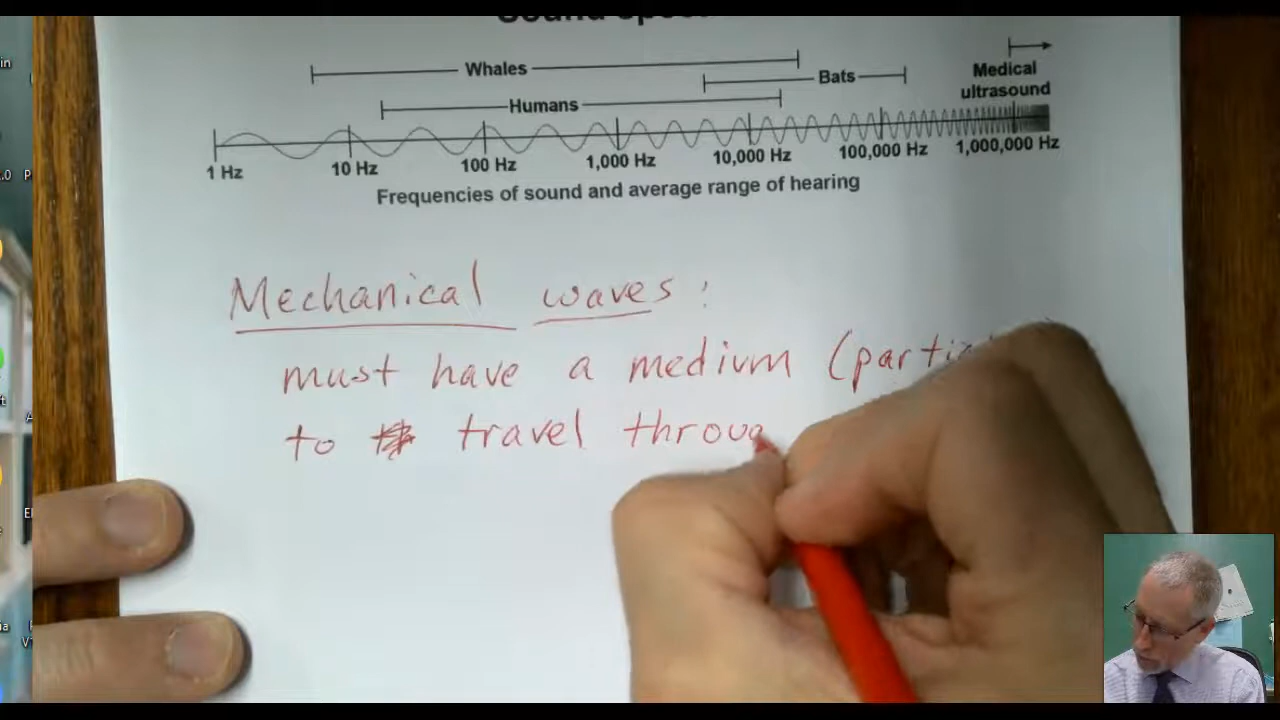 Sound
Whales
Bats
Medical
ultrasound
Humans
1 Hz
10 Hz
100 Hz
1,000 Hz
10,000 Hz
100,000 Hz
1,000,000 Hz
Frequencies of sound and average range of hearing
Mechanical waves:
must have a medium
to travel